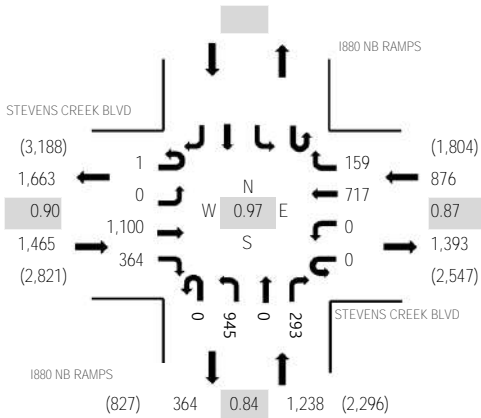 I880 NB RAMPS
STEVENS CREEK BLVD
(3,188) (1,804)
1 159
1,663 876
0 717
N
0.90 W 0.97 E 0.87
1,100 0
1,465 S 1,393
364 0
(2,821) (2,547)
0 945 0 293
STEVENS CREEK BLVD
I880 NB RAMPS
(827) 364 0.84 1,238 (2,296)